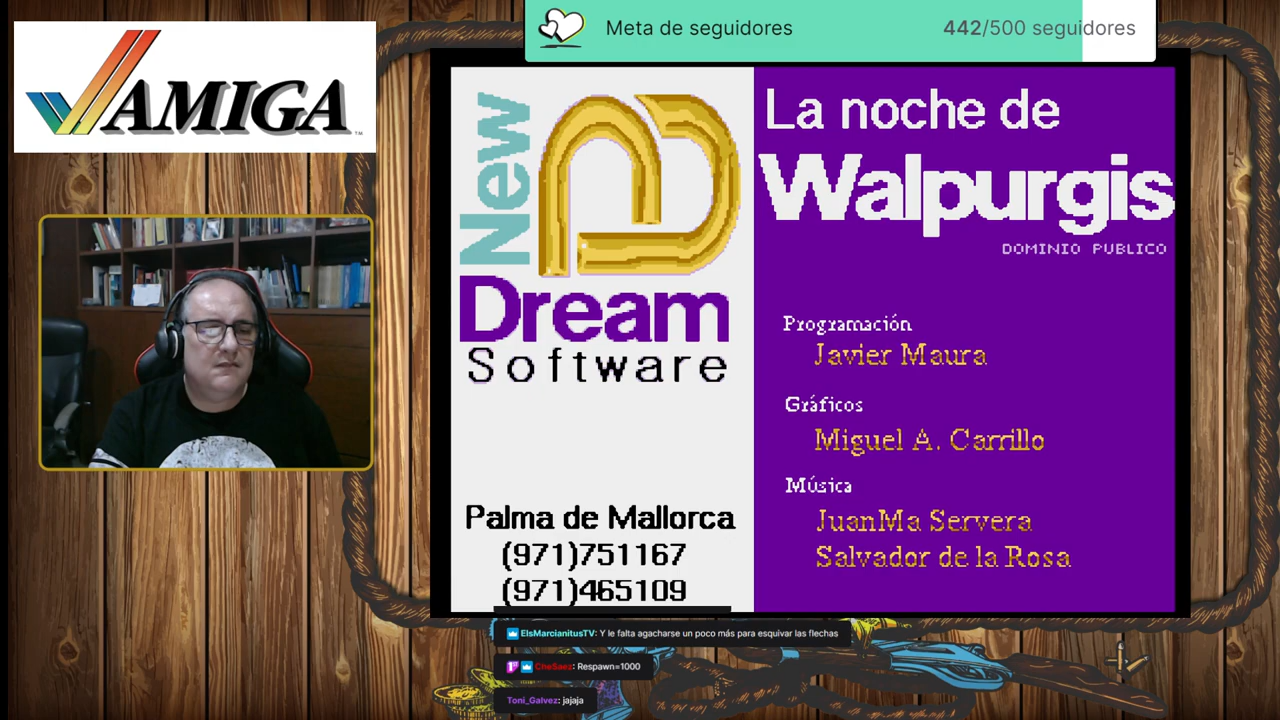 Meta de seguidores
442/500 seguidores
AMIGA
TM
New
Dream
Software
Palma de Mallorca
(971)751167
(971)465109
La noche de
Walpurgis
DOMINIO PUBLICO
Programación
Javier Maura
Gráficos
Miguel A. Carrillo
Música
JuanMa Servera
Salvador de la Rosa
ElsMarcianitusTV: Y le falta agacharse un poco más para esquivar las flechas
CheSaez: Respawn=1000
Toni_Galvez: jajaja